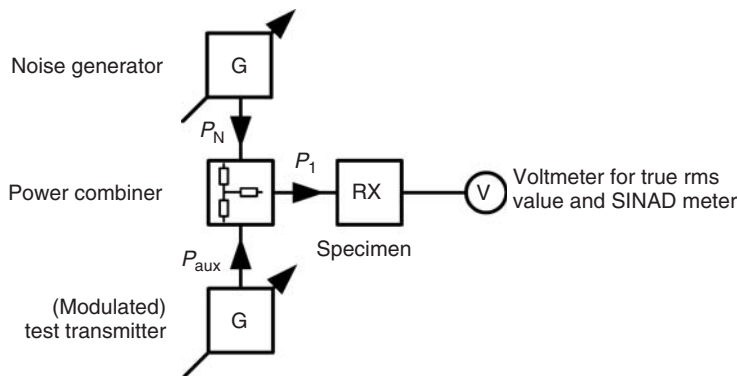 Noise generator
G
P_N
Power combiner
P_1
RX
V
Voltmeter for true rms
value and SINAD meter
Specimen
P_aux
(Modulated)
test transmitter
G